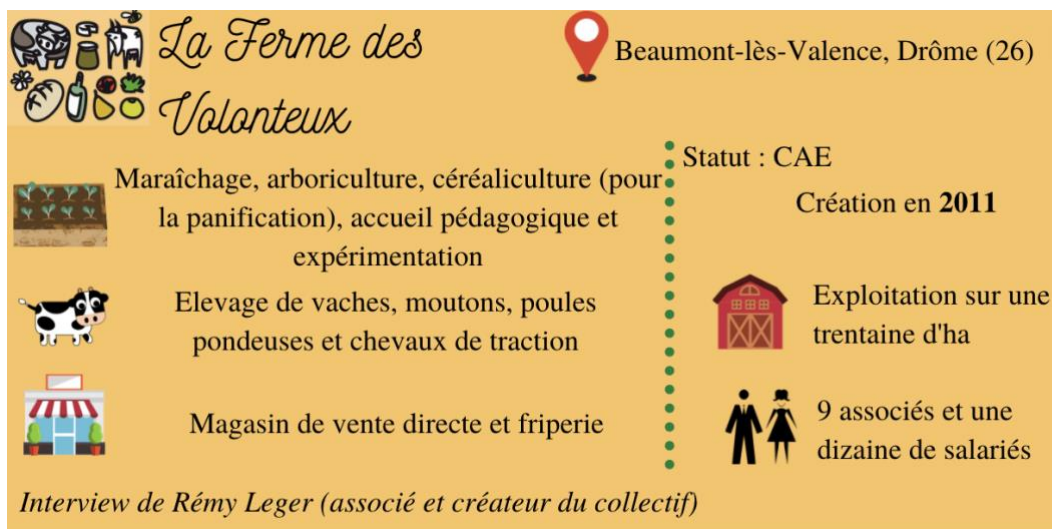 La Ferme des
Volonteux
Beaumont-lès-Valence, Drôme (26)
Maraîchage, arboriculture, céréaliculture (pour
la panification), accueil pédagogique et
expérimentation
Elevage de vaches, moutons, poules
pondeuses et chevaux de traction
Magasin de vente directe et friperie
Statut : CAE
Création en 2011
Exploitation sur une
trentaine d'ha
9 associés et une
dizaine de salariés
Interview de Rémy Leger (associé et créateur du collectif)